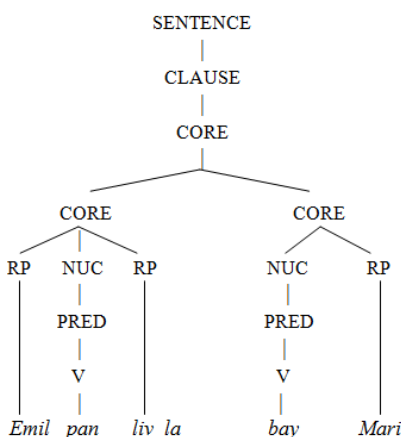 SENTENCE
CLAUSE
CORE
CORE CORE
RP NUC RP NUC RP
PRED PRED
V V
Emil pan liv la bay Mari